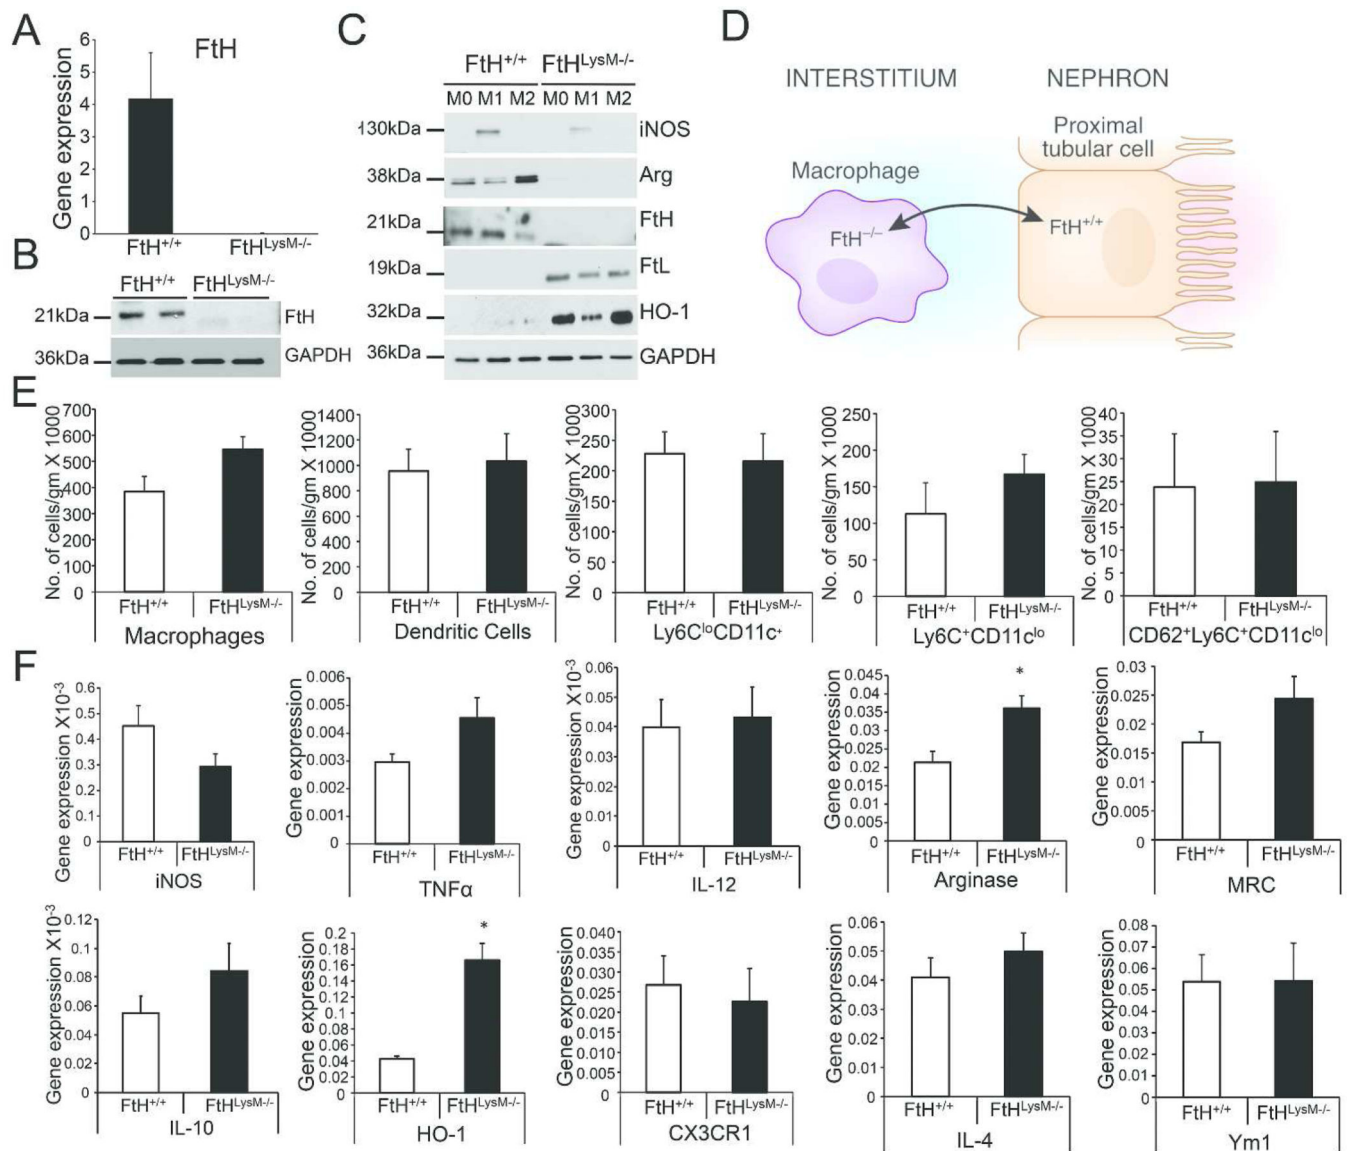 A
FtH
Gene expression
6
5
4
3
2
1
0
FtH+/+ FtHLysM-/-
B
FtH+/+ FtHLysM-/-
21kDa FtH
36kDa GAPDH
C
FtH+/+ FtHLysM-/-
M0 M1 M2 M0 M1 M2
130kDa iNOS
38kDa Arg
21kDa FtH
19kDa FtL
32kDa HO-1
36kDa GAPDH
D
INTERSTITIUM NEPHRON
Proximal
tubular cell
Macrophage
FtH–/– FtH+/+
E
No. of cells/gm X 1000
700
600
500
400
300
200
100
0
FtH+/+ FtHLysM-/-
Macrophages
No. of cells/gm X 1000
1400
1200
1000
800
600
400
200
0
FtH+/+ FtHLysM-/-
Dendritic Cells
No. of cells/gm X 1000
300
250
200
150
100
50
0
FtH+/+ FtHLysM-/-
Ly6CloCD11c+
No. of cells/gm X 1000
250
200
150
100
50
0
FtH+/+ FtHLysM-/-
Ly6C+CD11clo
No. of cells/gm X 1000
40
35
30
25
20
15
10
5
0
FtH+/+ FtHLysM-/-
CD62+Ly6C+CD11clo
F
Gene expression X10-3
0.6
0.5
0.4
0.3
0.2
0.1
0
FtH+/+ FtHLysM-/-
iNOS
Gene expression
0.006
0.005
0.004
0.003
0.002
0.001
0
FtH+/+ FtHLysM-/-
TNFα
Gene expression X10-3
0.06
0.05
0.04
0.03
0.02
0.01
0
FtH+/+ FtHLysM-/-
IL-12
Gene expression
0.045
0.04
0.035
0.03
0.025
0.02
0.015
0.01
0.005
0
*
FtH+/+ FtHLysM-/-
Arginase
Gene expression
0.03
0.025
0.02
0.015
0.01
0.005
0
FtH+/+ FtHLysM-/-
MRC
Gene expression X10-3
0.12
0.1
0.08
0.06
0.04
0.02
0
FtH+/+ FtHLysM-/-
IL-10
Gene expression
0.2
0.18
0.16
0.14
0.12
0.1
0.08
0.06
0.04
0.02
0
*
FtH+/+ FtHLysM-/-
HO-1
Gene expression
0.040
0.035
0.030
0.025
0.020
0.015
0.010
0.005
0
FtH+/+ FtHLysM-/-
CX3CR1
Gene expression
0.06
0.05
0.04
0.03
0.02
0.01
0
FtH+/+ FtHLysM-/-
IL-4
Gene expression
0.08
0.07
0.06
0.05
0.04
0.03
0.02
0.01
0
FtH+/+ FtHLysM-/-
Ym1